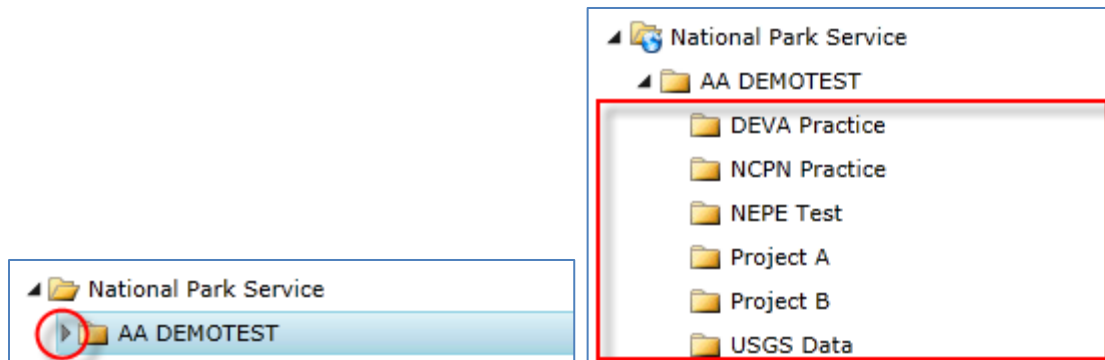 National Park Service
AA DEMOTEST
National Park Service
AA DEMOTEST
DEVA Practice
NCPN Practice
NEPE Test
Project A
Project B
USGS Data